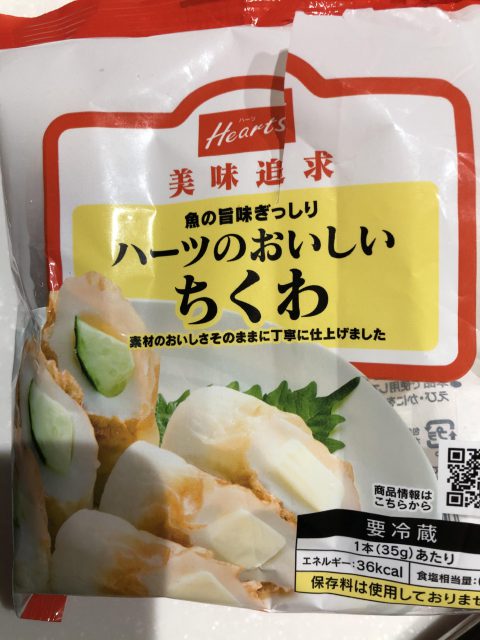 ハーツ
Hearts
美味追求
魚の旨味ぎっしり
ハーツのおいしい
ちくわ
素材のおいしさそのままに丁寧に仕上げました
えび・かに
商品情報は
こちらから
要冷蔵
1本(35g)あたり
エネルギー:36kcal
食塩相当量:
保存料は使用しておりませ